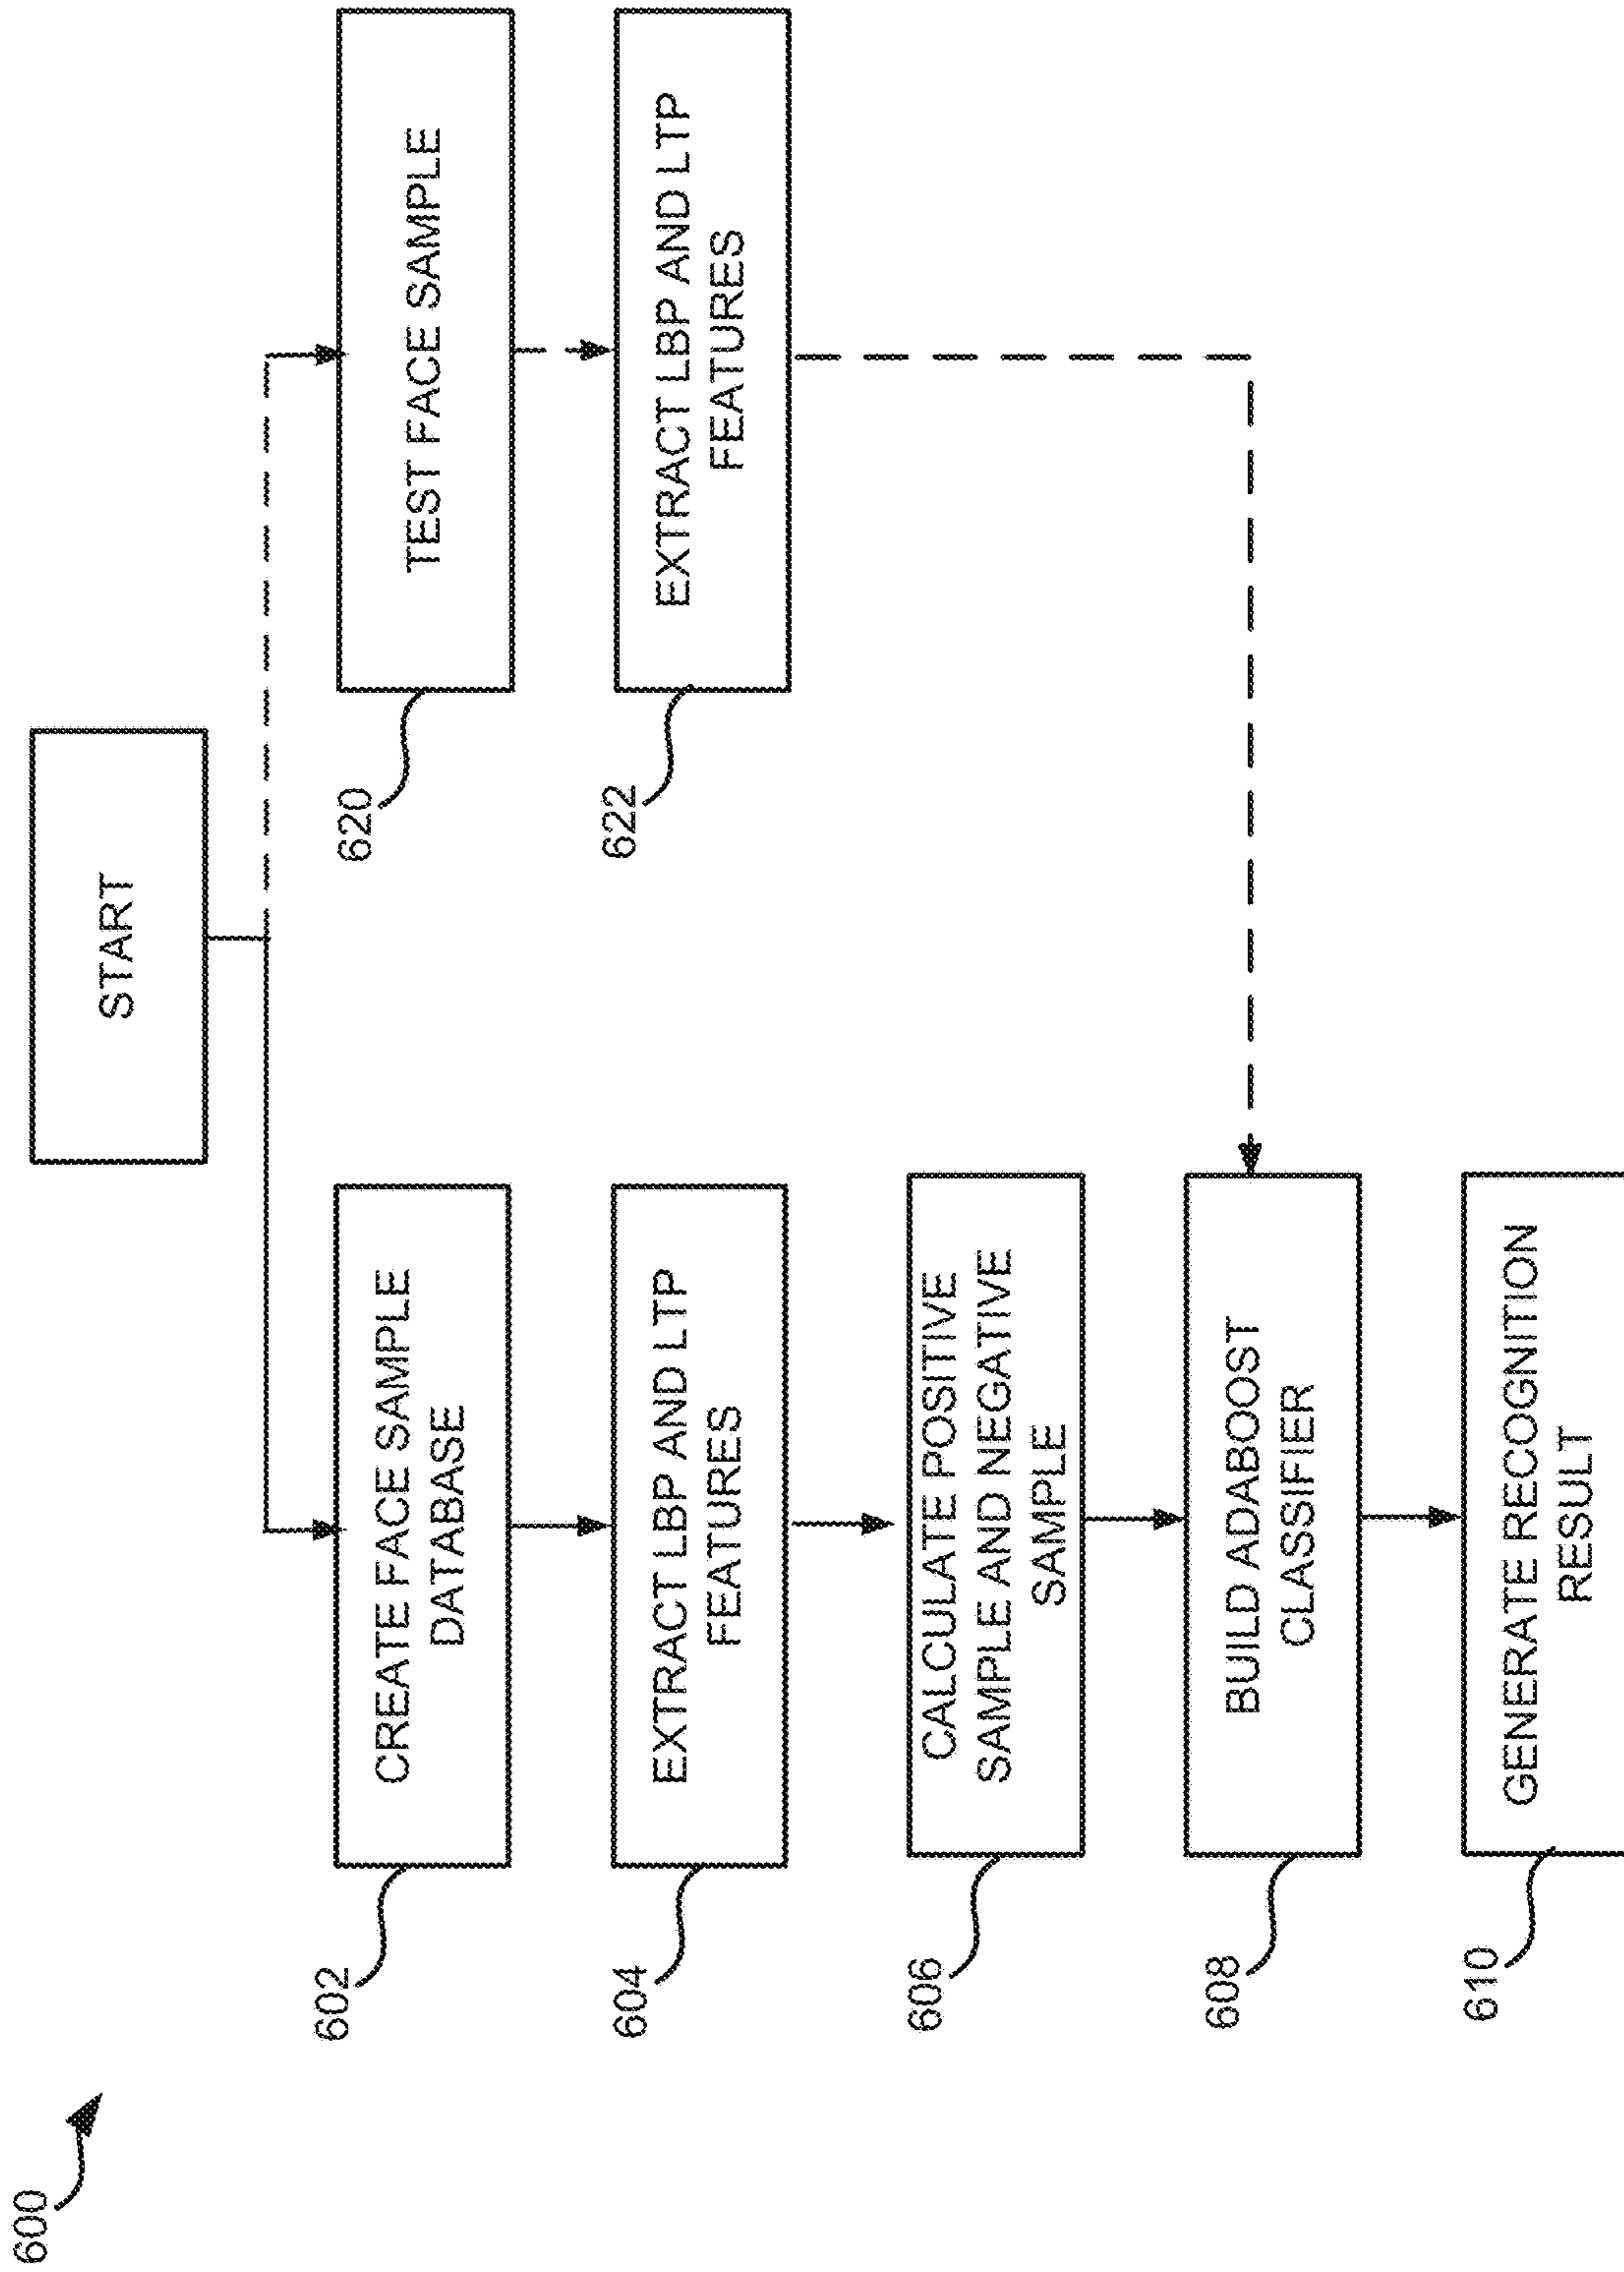 600
START
602
CREATE FACE SAMPLE
DATABASE
620
TEST FACE SAMPLE
604
EXTRACT LBP AND LTP
FEATURES
622
EXTRACT LBP AND LTP
FEATURES
606
CALCULATE POSITIVE
SAMPLE AND NEGATIVE
SAMPLE
608
BUILD ADABOOST
CLASSIFIER
610
GENERATE RECOGNITION
RESULT